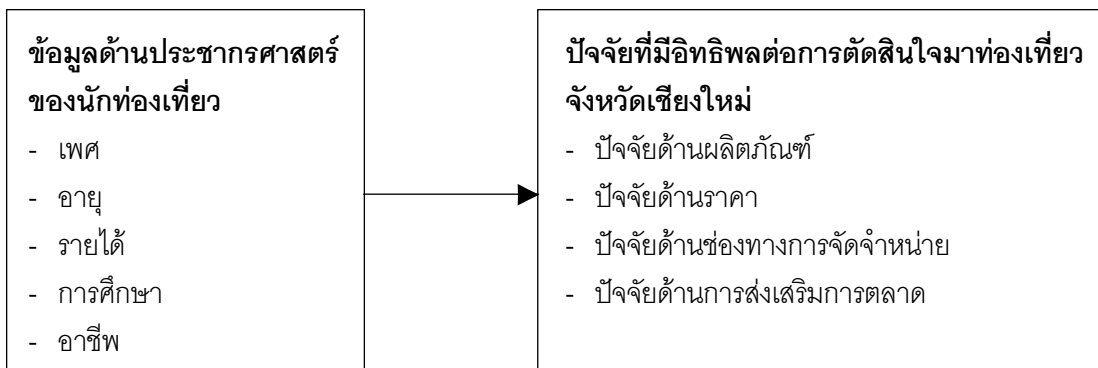 ข้อมูลด้านประชากรศาสตร์
ของนักท่องเที่ยว
- เพศ
- อายุ
- รายได้
- การศึกษา
- อาชีพ
ปัจจัยที่มีอิทธิพลต่อการตัดสินใจมาท่องเที่ยว
จังหวัดเชียงใหม่
- ปัจจัยด้านผลิตภัณฑ์
- ปัจจัยด้านราคา
- ปัจจัยด้านช่องทางการจัดจำหน่าย
- ปัจจัยด้านการส่งเสริมการตลาด